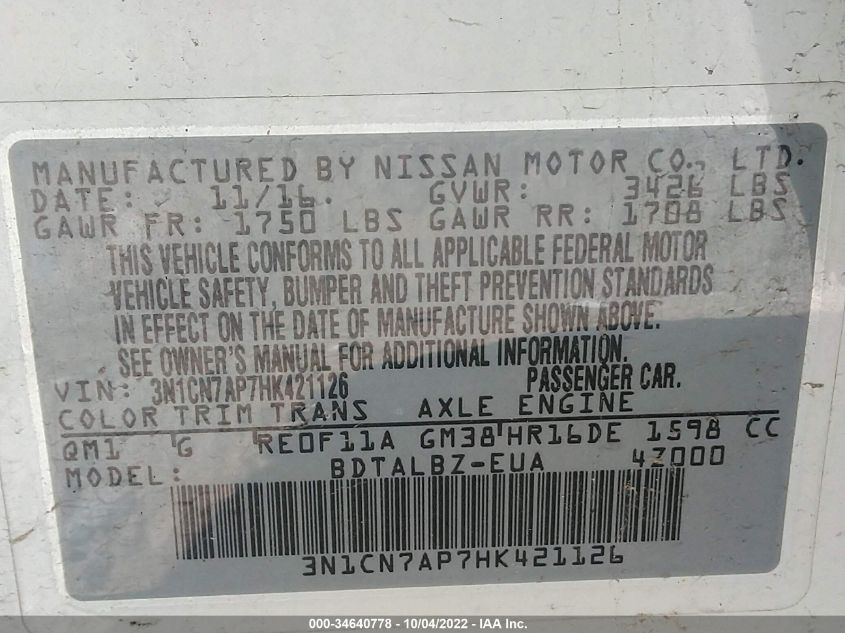 MANUFACTURED BY NISSAN MOTOR CO., LTD.
DATE: 11/16. GVWR: 3426 LBS
GAWR FR: 1750 LBS GAWR RR: 1708 LBS
THIS VEHICLE CONFORMS TO ALL APPLICABLE FEDERAL MOTOR
VEHICLE SAFETY, BUMPER AND THEFT PREVENTION STANDARDS
IN EFFECT ON THE DATE OF MANUFACTURE SHOWN ABOVE.
SEE OWNER'S MANUAL FOR ADDITIONAL INFORMATION.
VIN: 3N1CN7AP7HK421126 PASSENGER CAR.
COLOR TRIM TRANS AXLE ENGINE
QM1 G RE0F11A GM38 HR16DE 1598 CC
MODEL: BDTALBZ-EUA 4Z000
3N1CN7AP7HK421126
000-34640778 - 10/04/2022 - IAA Inc.